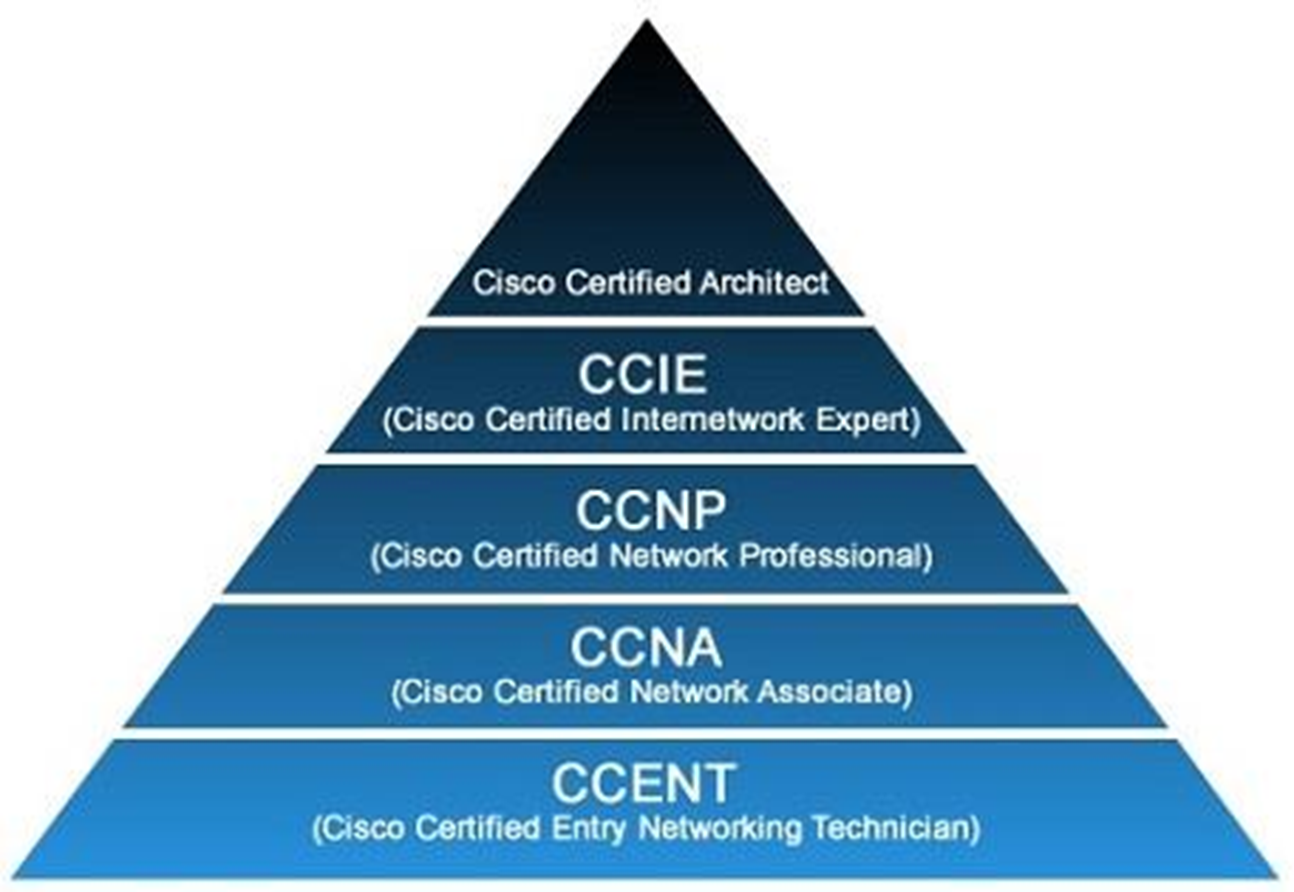 Cisco Certified Architect
CCIE
(Cisco Certified Internetwork Expert)
CCNP
(Cisco Certified Network Professional)
CCNA
(Cisco Certified Network Associate)
CCENT
(Cisco Certified Entry Networking Technician)